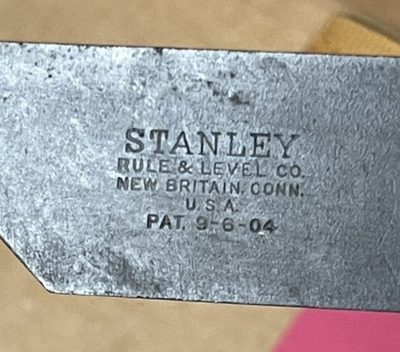 STANLEY
RULE & LEVEL CO.
NEW BRITAIN, CONN.
U.S.A.
PAT. 9-6-04